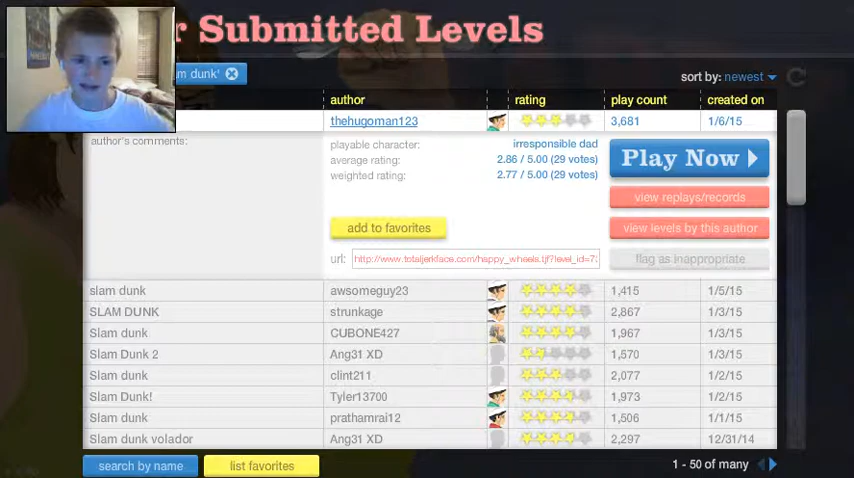 r Submitted Levels
am dunk'
sort by: newest
author rating play count created on
thehugoman123 3,681 1/6/15
author's comments:
playable character: irresponsible dad
average rating: 2.86 / 5.00 (29 votes)
weighted rating: 2.77 / 5.00 (29 votes)
Play Now
view replays/records
add to favorites
view levels by this author
url: http://www.totaljerkface.com/happy_wheels.tjf?level_id=7
flag as inappropriate
slam dunk awsomeguy23 1,415 1/5/15
SLAM DUNK strunkage 2,867 1/3/15
Slam dunk CUBONE427 1,967 1/3/15
Slam Dunk 2 Ang31 XD 1,570 1/3/15
Slam dunk clint211 2,077 1/2/15
Slam Dunk! Tyler13700 1,973 1/2/15
Slam dunk prathamrai12 1,506 1/1/15
Slam dunk volador Ang31 XD 2,297 12/31/14
search by name list favorites 1 - 50 of many